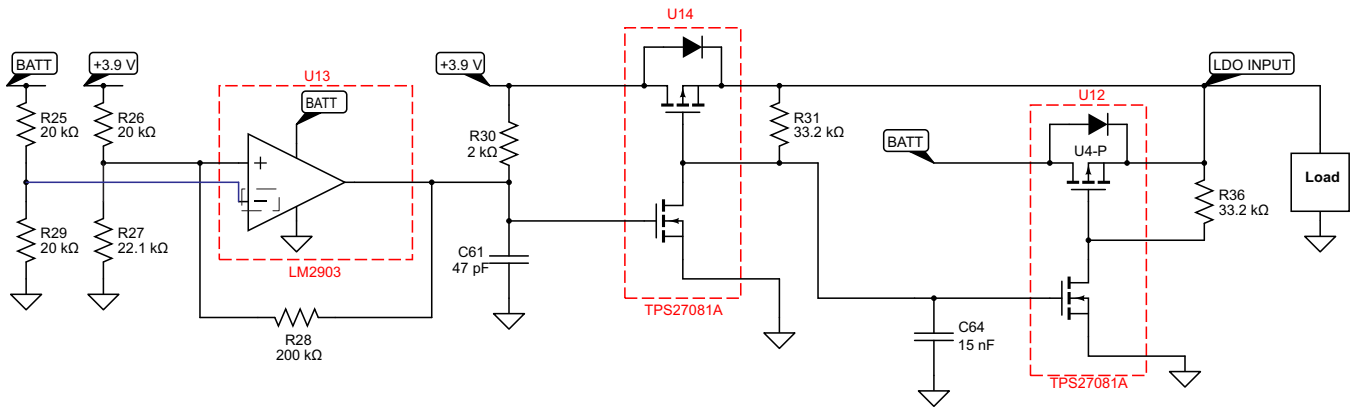 U14
BATT
+3.9 V
U13
+3.9 V
LDO INPUT
R25
20 kΩ
R26
20 kΩ
BATT
R30
2 kΩ
R31
33.2 kΩ
U12
BATT
U4-P
+
−
Load
R29
20 kΩ
R27
22.1 kΩ
R36
33.2 kΩ
LM2903
C61
47 pF
R28
200 kΩ
TPS27081A
C64
15 nF
TPS27081A